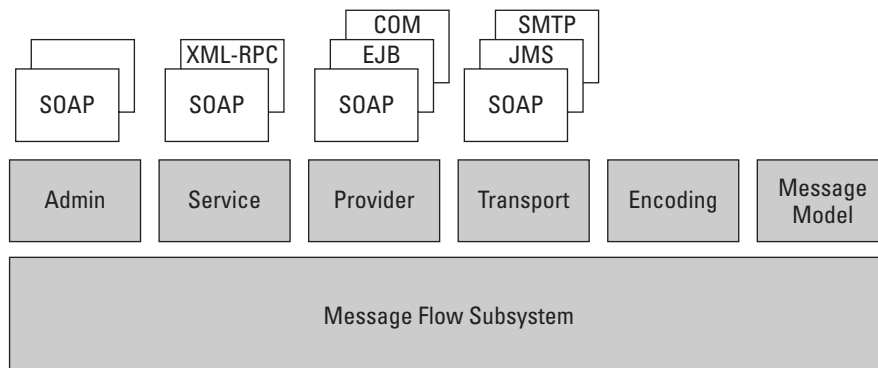 COM
SMTP
XML-RPC
EJB
JMS
SOAP
SOAP
SOAP
SOAP
Admin
Service
Provider
Transport
Encoding
Message
Model
Message Flow Subsystem